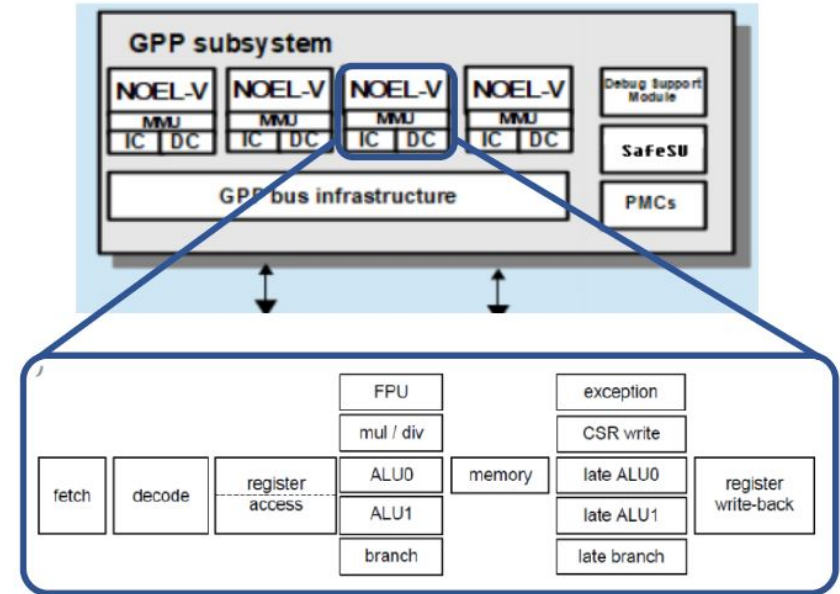 GPP subsystem
NOEL-V NOEL-V NOEL-V NOEL-V
MMU MMU MMU MMU
IC DC IC DC IC DC IC DC
Debug Support
Module
SafeSU
PMCs
GPP bus infrastructure
fetch
decode
register
access
FPU
mul / div
ALU0
ALU1
branch
memory
exception
CSR write
late ALU0
late ALU1
late branch
register
write-back